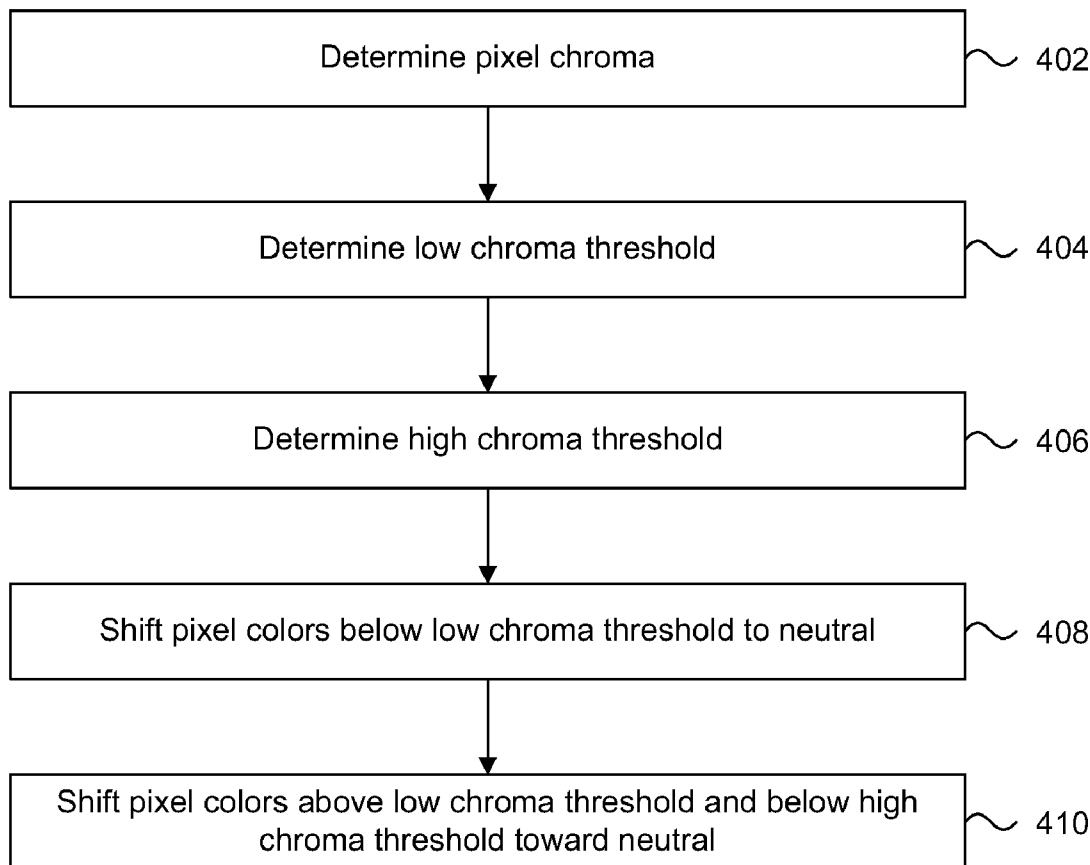 Determine pixel chroma
402
Determine low chroma threshold
404
Determine high chroma threshold
406
Shift pixel colors below low chroma threshold to neutral
408
Shift pixel colors above low chroma threshold and below high
chroma threshold toward neutral
410